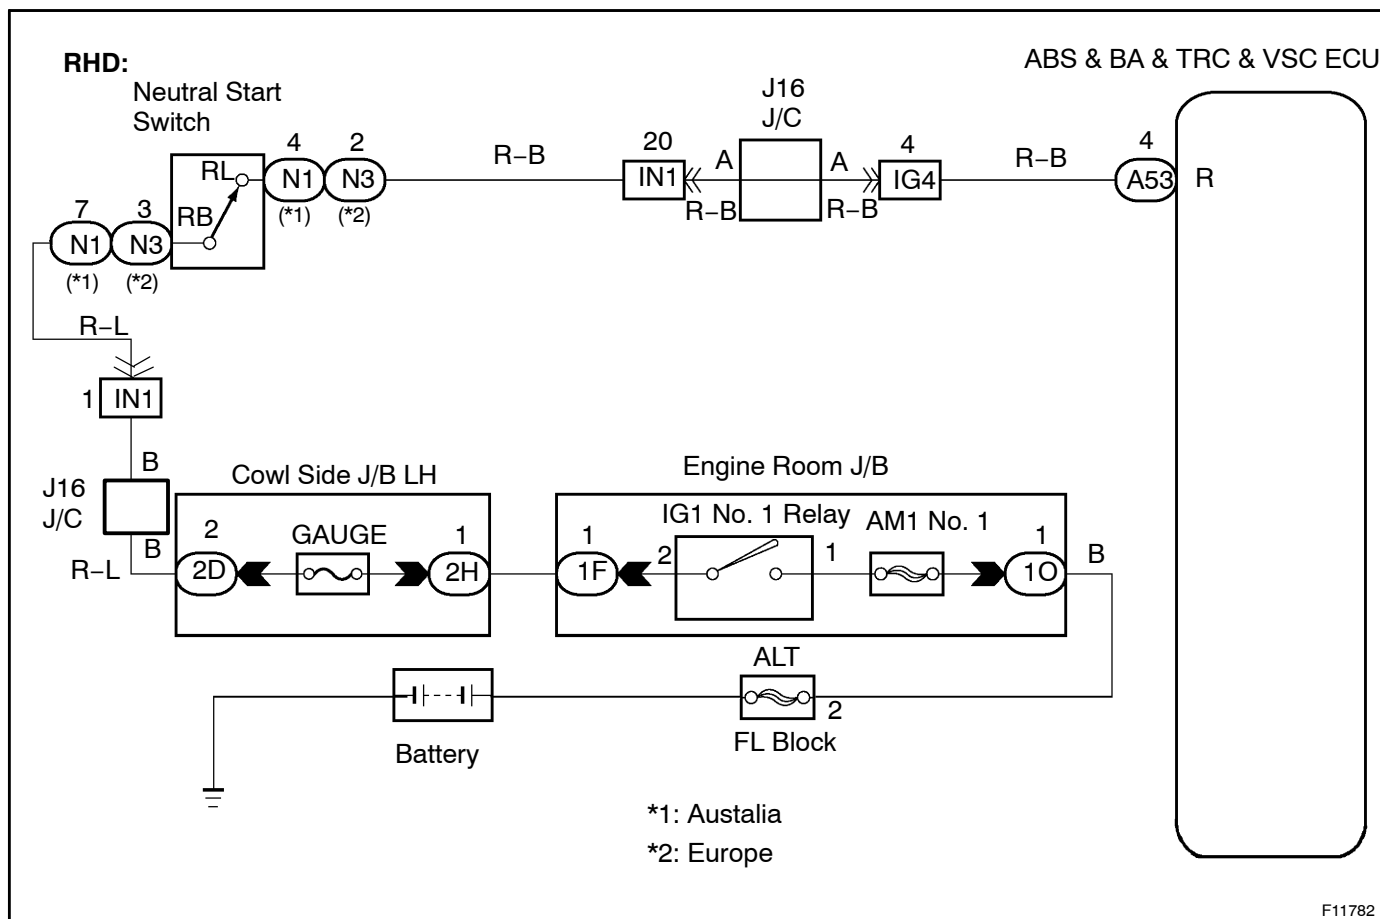 RHD:
ABS & BA & TRC & VSC ECU
Neutral Start
Switch
J16
J/C
4 2
R–B
20
A A
4
R–B
4
RL
N1 N3
IN1
IG4
A53
R
(*1) (*2)
R–B R–B
7 3
RB
N1 N3
(*1) (*2)
R–L
1 IN1
B
J16
J/C
B
R–L
Cowl Side J/B LH
2
GAUGE
1
2D
2H
Engine Room J/B
IG1 No. 1 Relay
AM1 No. 1
1
2
1
1
B
1F
1O
ALT
2
FL Block
Battery
*1: Austalia
*2: Europe
F11782